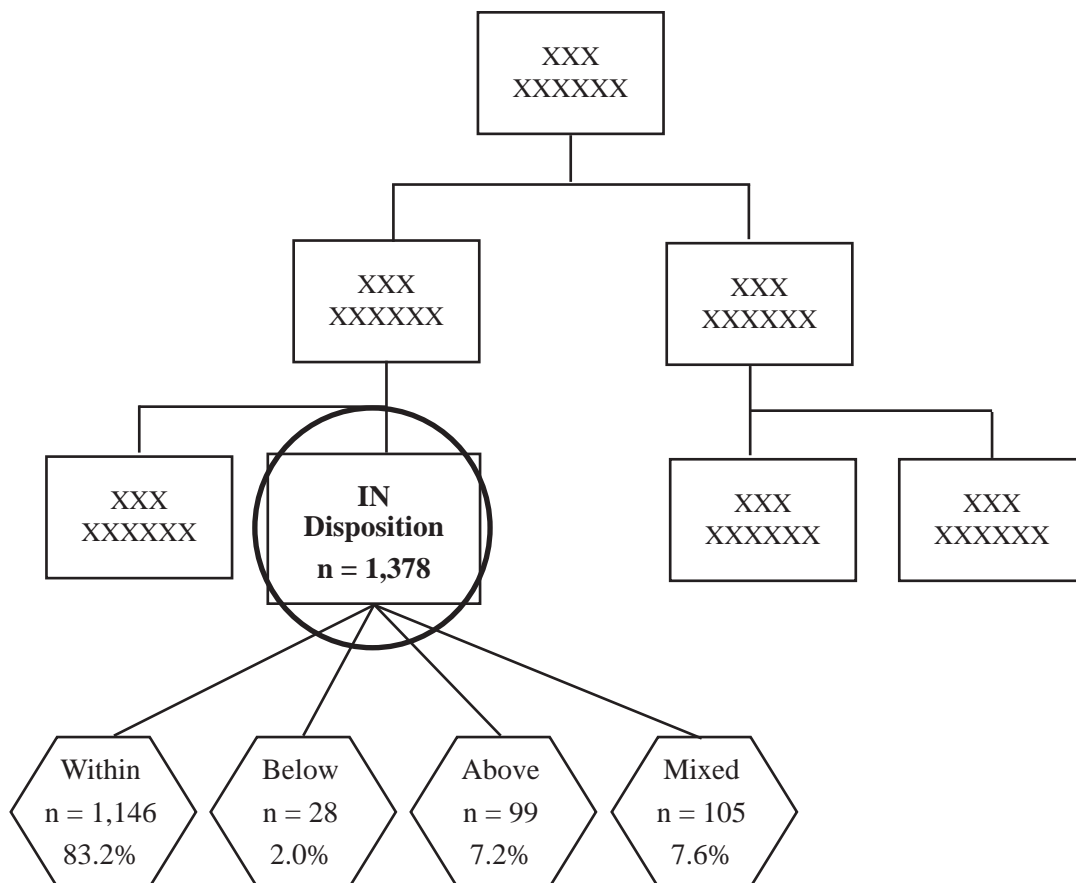 XXX
XXXXXX
XXX
XXXXXX
XXX
XXXXXX
XXX
XXXXXX
IN
Disposition
n = 1,378
XXX
XXXXXX
XXX
XXXXXX
Within
n = 1,146
83.2%
Below
n = 28
2.0%
Above
n = 99
7.2%
Mixed
n = 105
7.6%